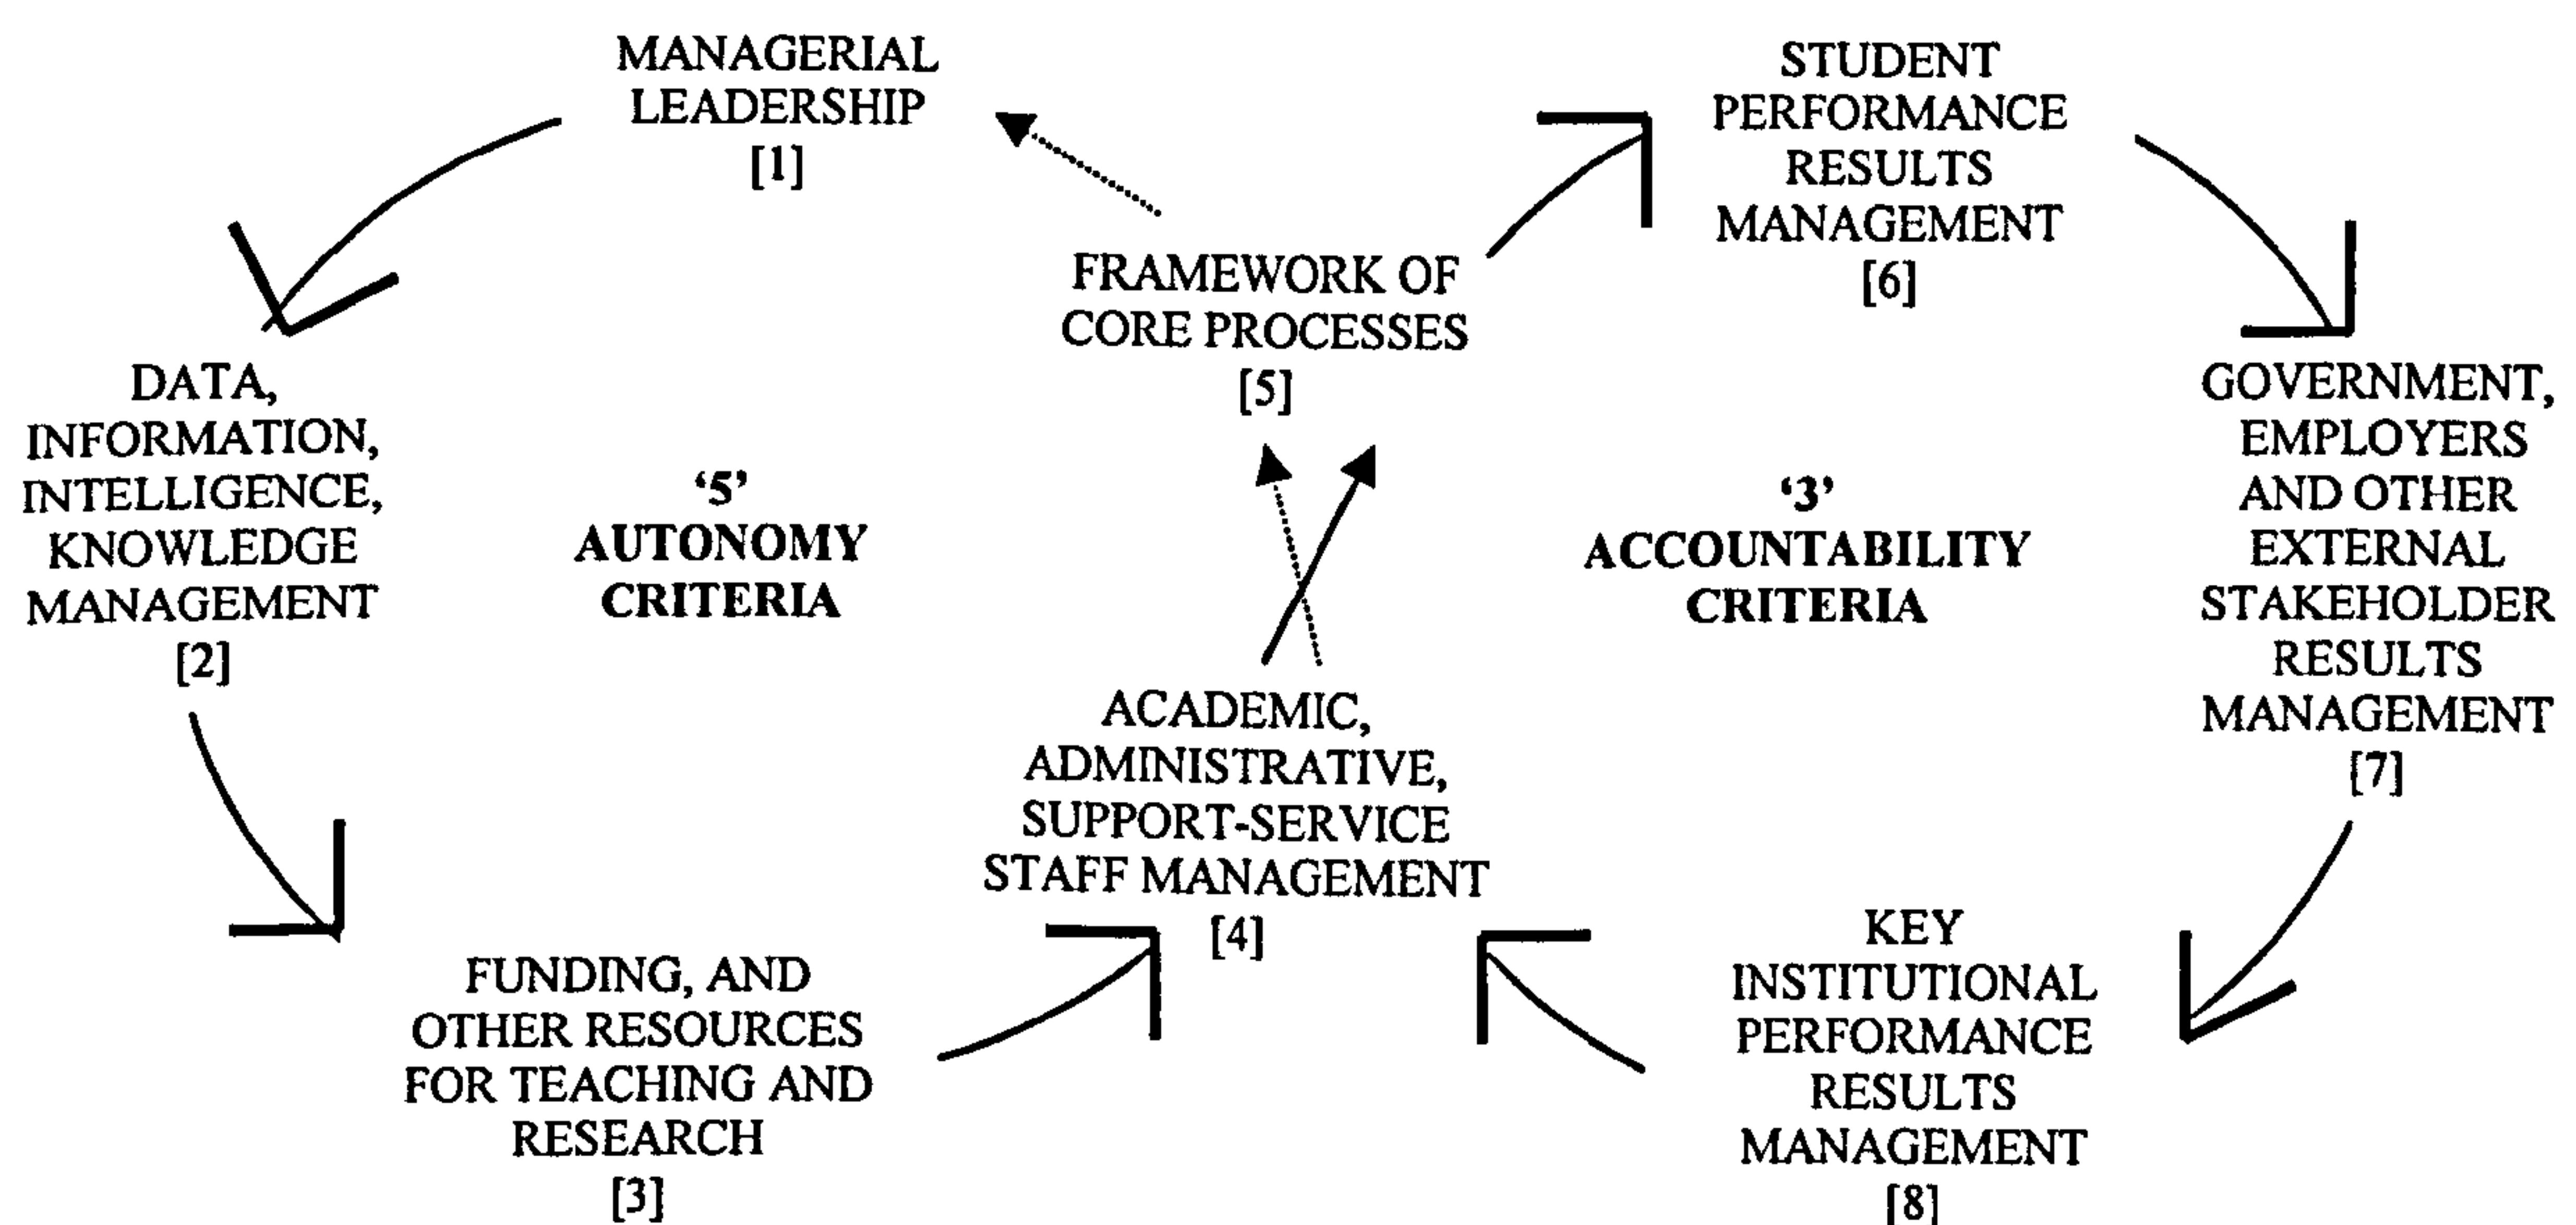 MANAGERIAL
LEADERSHIP
[1]
STUDENT
PERFORMANCE
RESULTS
MANAGEMENT
[6]
FRAMEWORK OF
CORE PROCESSES
[5]
DATA,
INFORMATION,
INTELLIGENCE,
KNOWLEDGE
MANAGEMENT
[2]
‘5’
AUTONOMY
CRITERIA
‘3’
ACCOUNTABILITY
CRITERIA
GOVERNMENT,
EMPLOYERS
AND OTHER
EXTERNAL
STAKEHOLDER
RESULTS
MANAGEMENT
[7]
ACADEMIC,
ADMINISTRATIVE,
SUPPORT-SERVICE
STAFF MANAGEMENT
[4]
FUNDING, AND
OTHER RESOURCES
FOR TEACHING AND
RESEARCH
[3]
KEY
INSTITUTIONAL
PERFORMANCE
RESULTS
MANAGEMENT
[8]